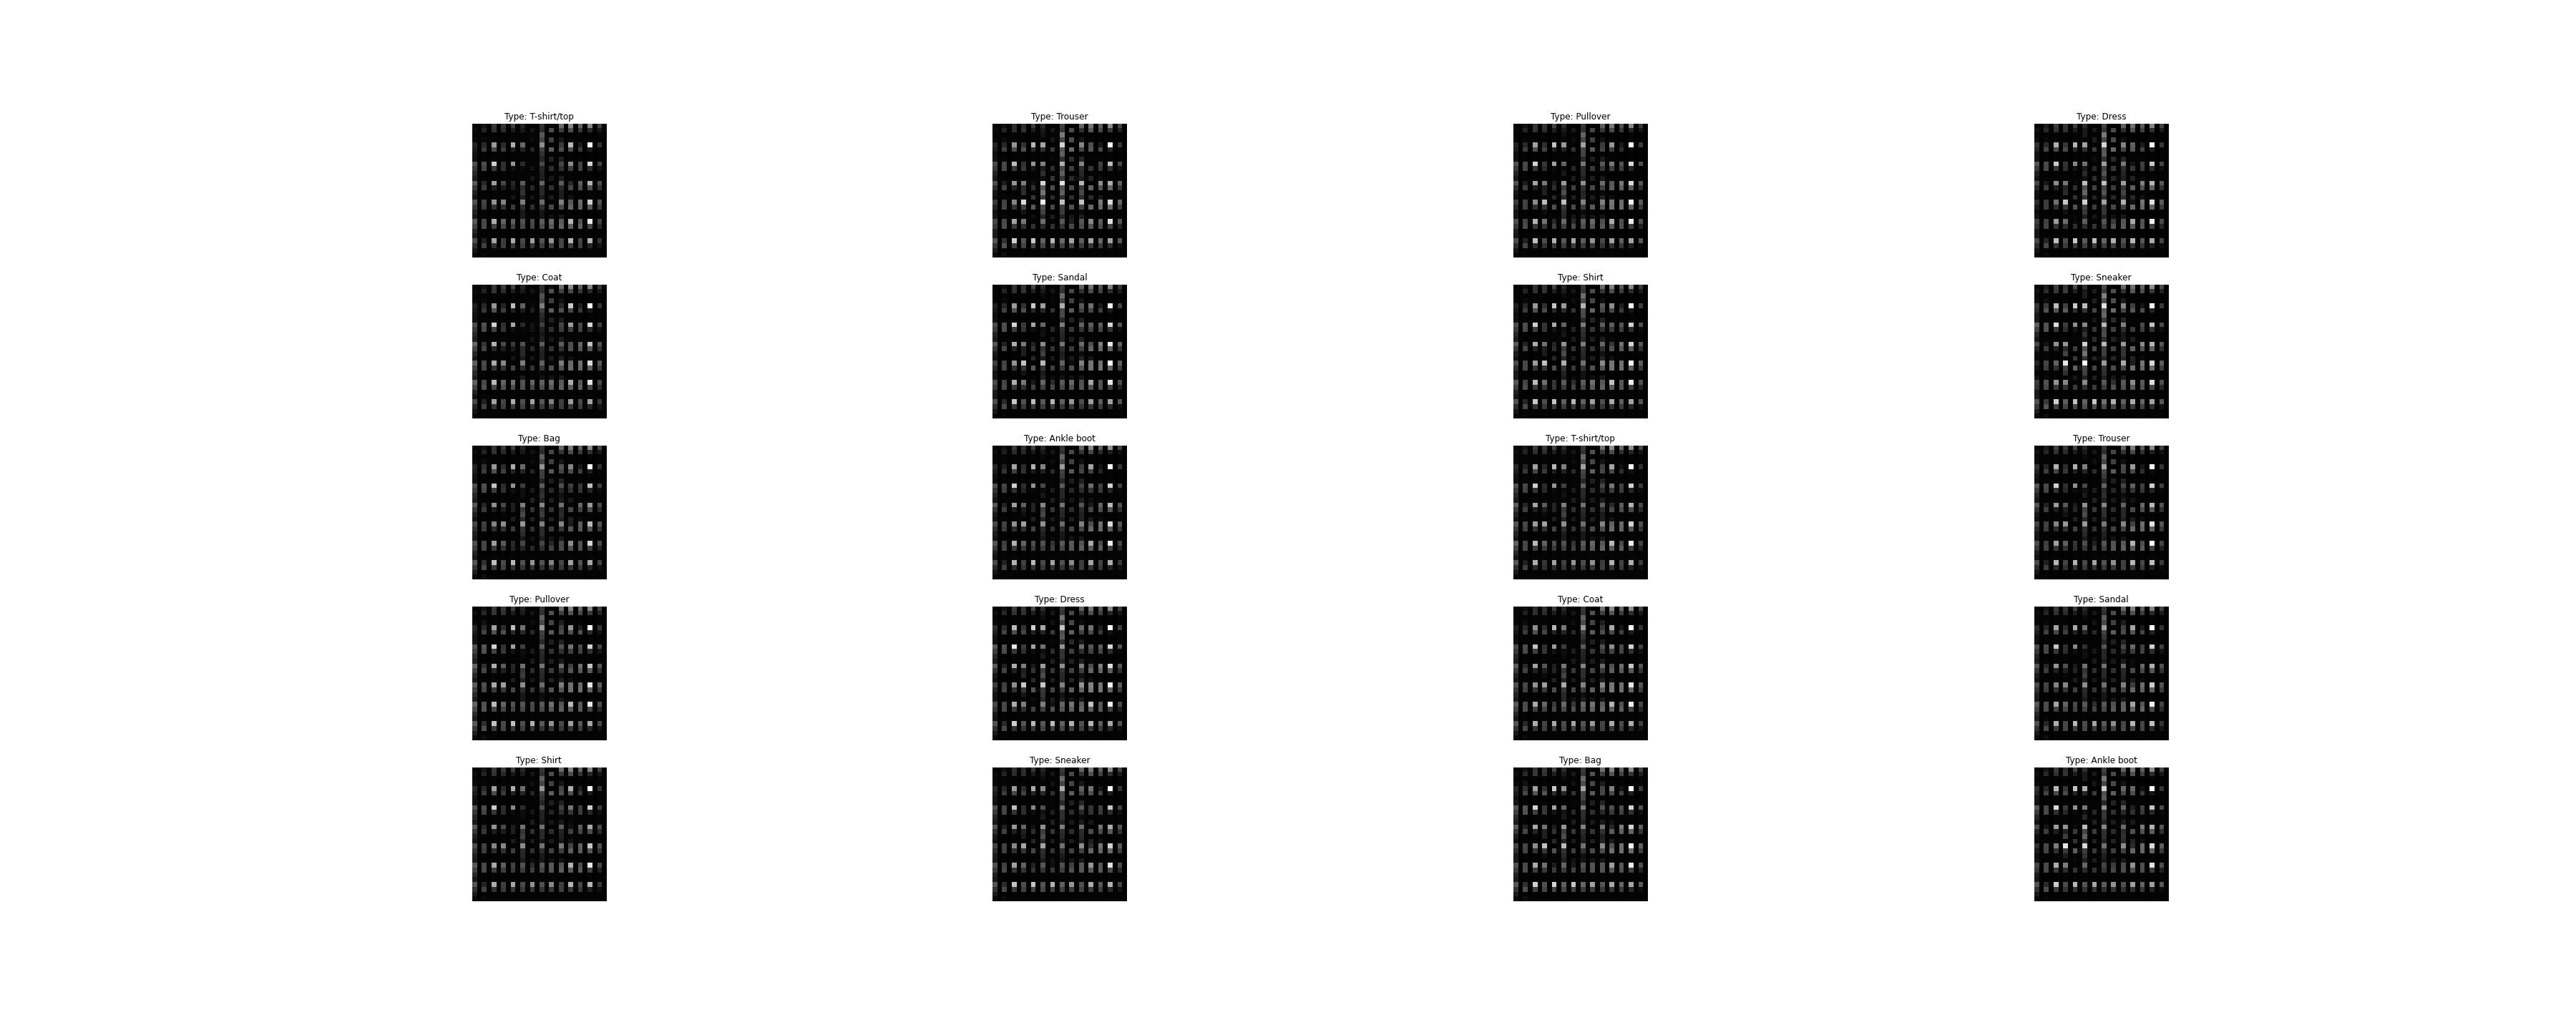 Type: T-shirt/top
Type: Trouser
Type: Pullover
Type: Dress
Type: Coat
Type: Sandal
Type: Shirt
Type: Sneaker
Type: Bag
Type: Ankle boot
Type: T-shirt/top
Type: Trouser
Type: Pullover
Type: Dress
Type: Coat
Type: Sandal
Type: Shirt
Type: Sneaker
Type: Bag
Type: Ankle boot